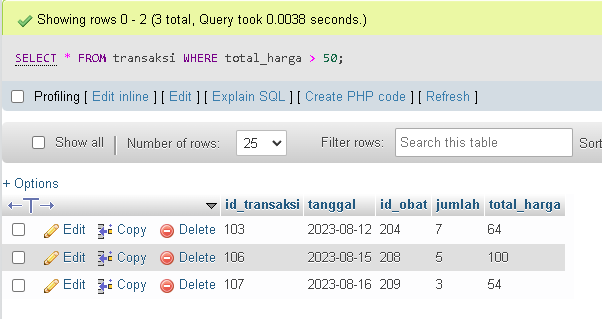 Showing rows 0 - 2 (3 total, Query took 0.0038 seconds.)
SELECT * FROM transaksi WHERE total_harga > 50;
Profiling [ Edit inline ] [ Edit ] [ Explain SQL ] [ Create PHP code ] [ Refresh ]
Show all Number of rows: 25 Filter rows: Search this table Sort
+ Options
←T→ id_transaksi tanggal id_obat jumlah total_harga
Edit Copy Delete 103 2023-08-12 204 7 64
Edit Copy Delete 106 2023-08-15 208 5 100
Edit Copy Delete 107 2023-08-16 209 3 54